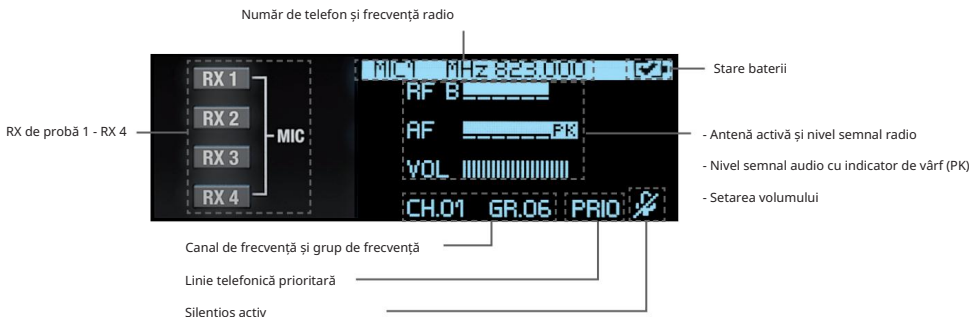 Număr de telefon și frecvență radio
MIC1 MHz 823.000
Stare baterii
RX 1
RX 2
RX 3
RX 4
MIC
RF B
AF PK
VOL
CH.01 GR.06 PRIO
RX de probă 1 - RX 4
- Antenă activă și nivel semnal radio
- Nivel semnal audio cu indicator de vârf (PK)
- Setarea volumului
Canal de frecvență și grup de frecvență
Linie telefonică prioritară
Silențios activ